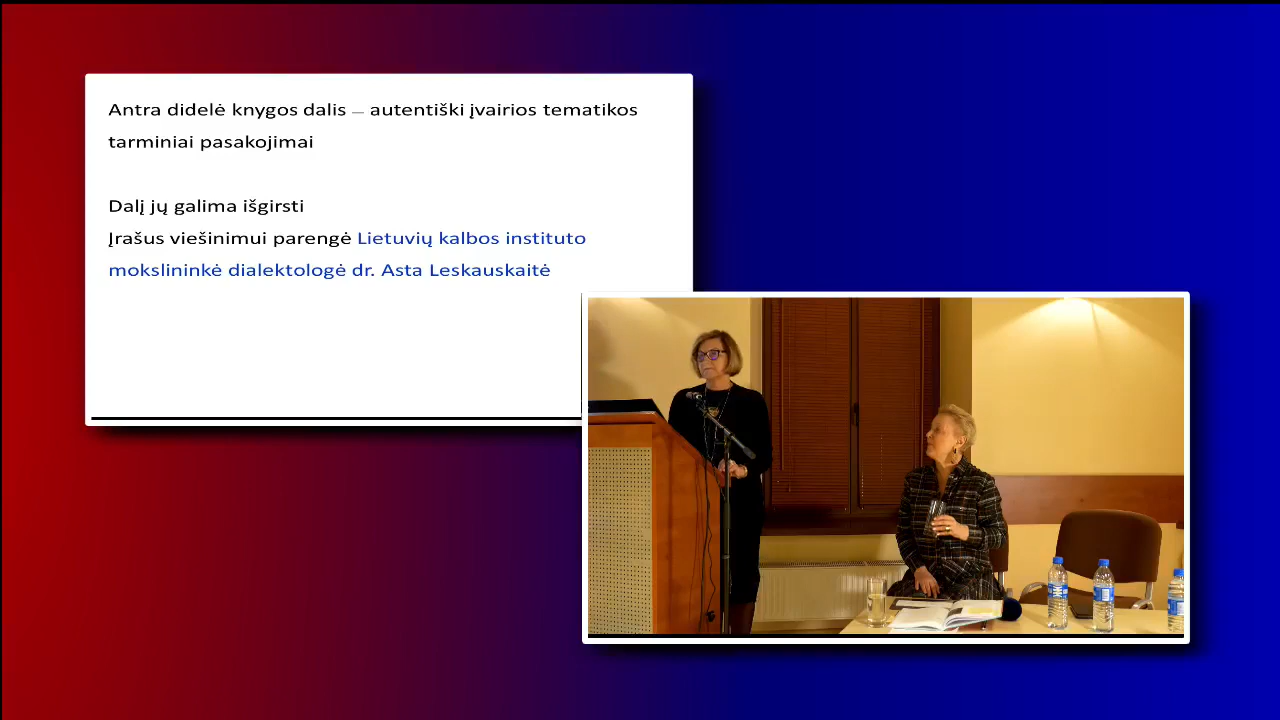 Antra didelė knygos dalis – autentiški įvairios tematikos
tarminiai pasakojimai
Dalį jų galima išgirsti
Įrašus viešinimui parengė Lietuvių kalbos instituto
mokslininkė dialektologė dr. Asta Leskauskaitė